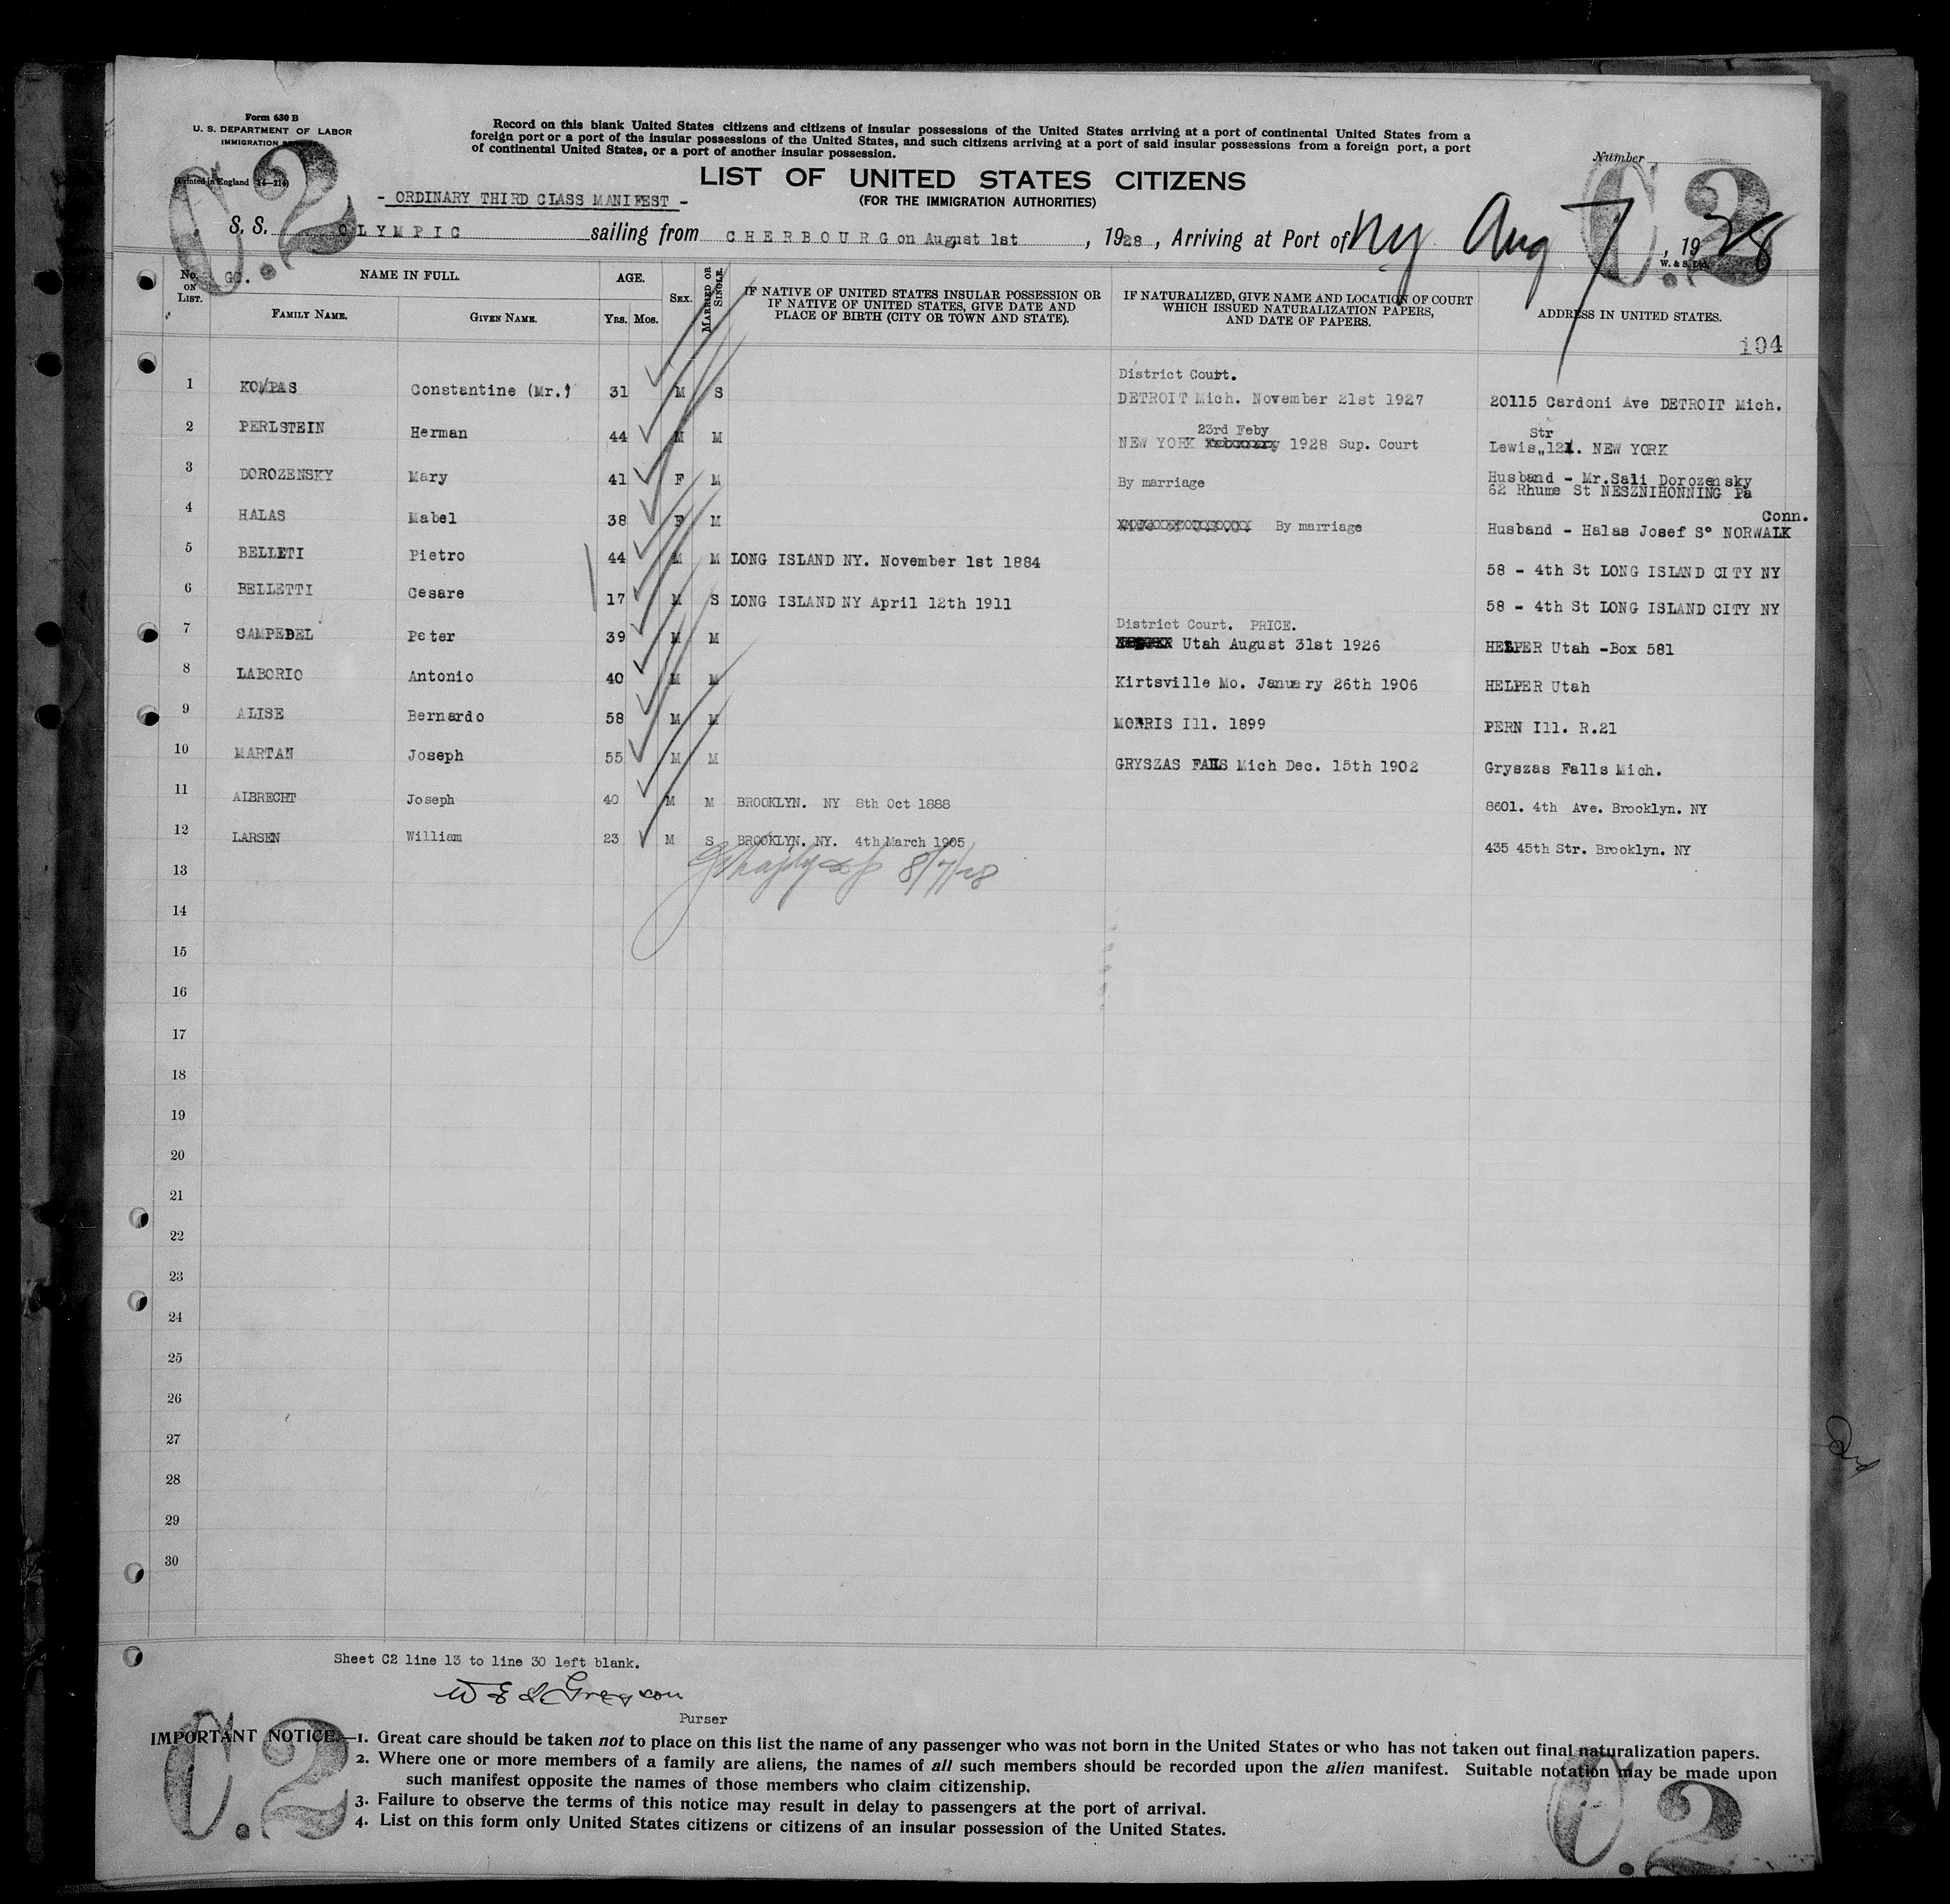 Form 630 B
U. S. DEPARTMENT OF LABOR
IMMIGRATION
(Printed in England
C.2
Record on this blank United States citizens and citizens of insular possessions of the United States arriving at a port of continental United States from a
foreign port or a port of the insular possessions of the United States, and such citizens arriving at a port of said insular possessions from a foreign port, a port
of continental United States, or a port of another insular possession.
Number
C.2
LIST OF UNITED STATES CITIZENS
- ORDINARY THIRD CLASS MANIFEST -
(FOR THE IMMIGRATION AUTHORITIES)
S. S. OLYMPIC sailing from CHERBOURG on August 1st, 1928, Arriving at Port of NY Aug 7, 1928
W. & S. Ltd.
No. ON LIST. GC. NAME IN FULL. AGE. SEX. MARRIED OR SINGLE. IF NATIVE OF UNITED STATES INSULAR POSSESSION OR IF NATIVE OF UNITED STATES, GIVE DATE AND PLACE OF BIRTH (CITY OR TOWN AND STATE). IF NATURALIZED, GIVE NAME AND LOCATION OF COURT WHICH ISSUED NATURALIZATION PAPERS, AND DATE OF PAPERS. ADDRESS IN UNITED STATES.
FAMILY NAME. GIVEN NAME. YRS. MOS.
104
District Court.
1 KOMPAS Constantine (Mr.) 31 M S DETROIT Mich. November 21st 1927 20115 Cardoni Ave DETROIT Mich.
23rd Feby Str
2 PERLSTEIN Herman 44 M M NEW YORK 1928 Sup. Court Lewis,,121. NEW YORK
3 DOROZENSKY Mary 41 F M By marriage Husband - Mr.Sali Dorozensky
62 Rhume St NESZNIHONNING Pa
Conn.
4 HALAS Mabel 38 F M By marriage Husband - Halas Josef S° NORWALK
5 BELLETI Pietro 44 M M LONG ISLAND NY. November 1st 1884 58 - 4th St LONG ISLAND CITY NY
6 BELLETTI Cesare 17 M S LONG ISLAND NY April 12th 1911 58 - 4th St LONG ISLAND CITY NY
District Court. PRICE.
7 SAMPEDEL Peter 39 M M Utah August 31st 1926 HELPER Utah -Box 581
8 LABORIO Antonio 40 M M Kirtsville Mo. January 26th 1906 HELPER Utah
9 ALISE Bernardo 58 M M MORRIS Ill. 1899 PERN Ill. R.21
10 MARTAN Joseph 55 M M GRYSZAS FALLS Mich Dec. 15th 1902 Gryszas Falls Mich.
11 ALBRECHT Joseph 40 M M BROOKLYN. NY 8th Oct 1888 8601. 4th Ave. Brooklyn. NY
12 LARSEN William 23 M S BROOKLYN. NY. 4th March 1905 435 45th Str. Brooklyn. NY
8/7/28
13
14
15
16
17
18
19
20
21
22
23
24
25
26
27
28
29
30
Sheet C2 line 13 to line 30 left blank.
Purser
IMPORTANT NOTICE.—1. Great care should be taken not to place on this list the name of any passenger who was not born in the United States or who has not taken out final naturalization papers.
2. Where one or more members of a family are aliens, the names of all such members should be recorded upon the alien manifest. Suitable notation may be made upon
such manifest opposite the names of those members who claim citizenship.
3. Failure to observe the terms of this notice may result in delay to passengers at the port of arrival.
4. List on this form only United States citizens or citizens of an insular possession of the United States.
C.2
C.2